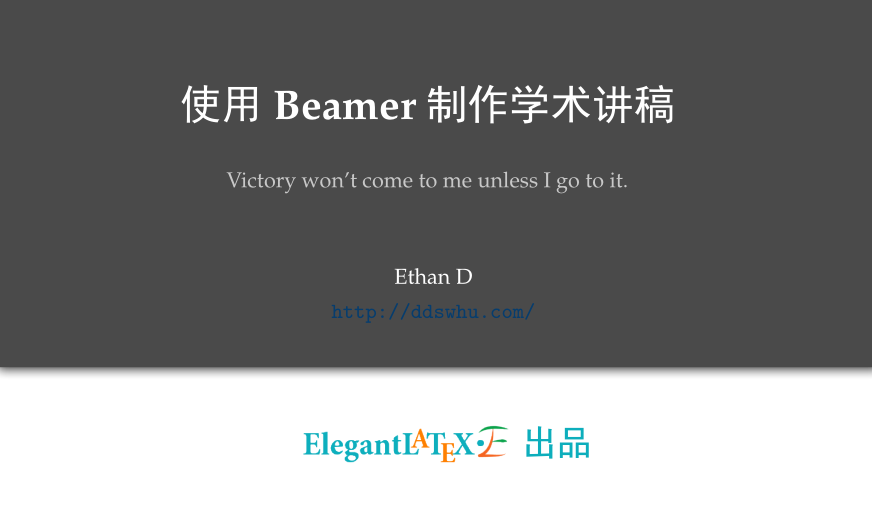 使用 Beamer 制作学术讲稿
Victory won't come to me unless I go to it.
Ethan D
http://ddswhu.com/
ElegantLATEX 出品